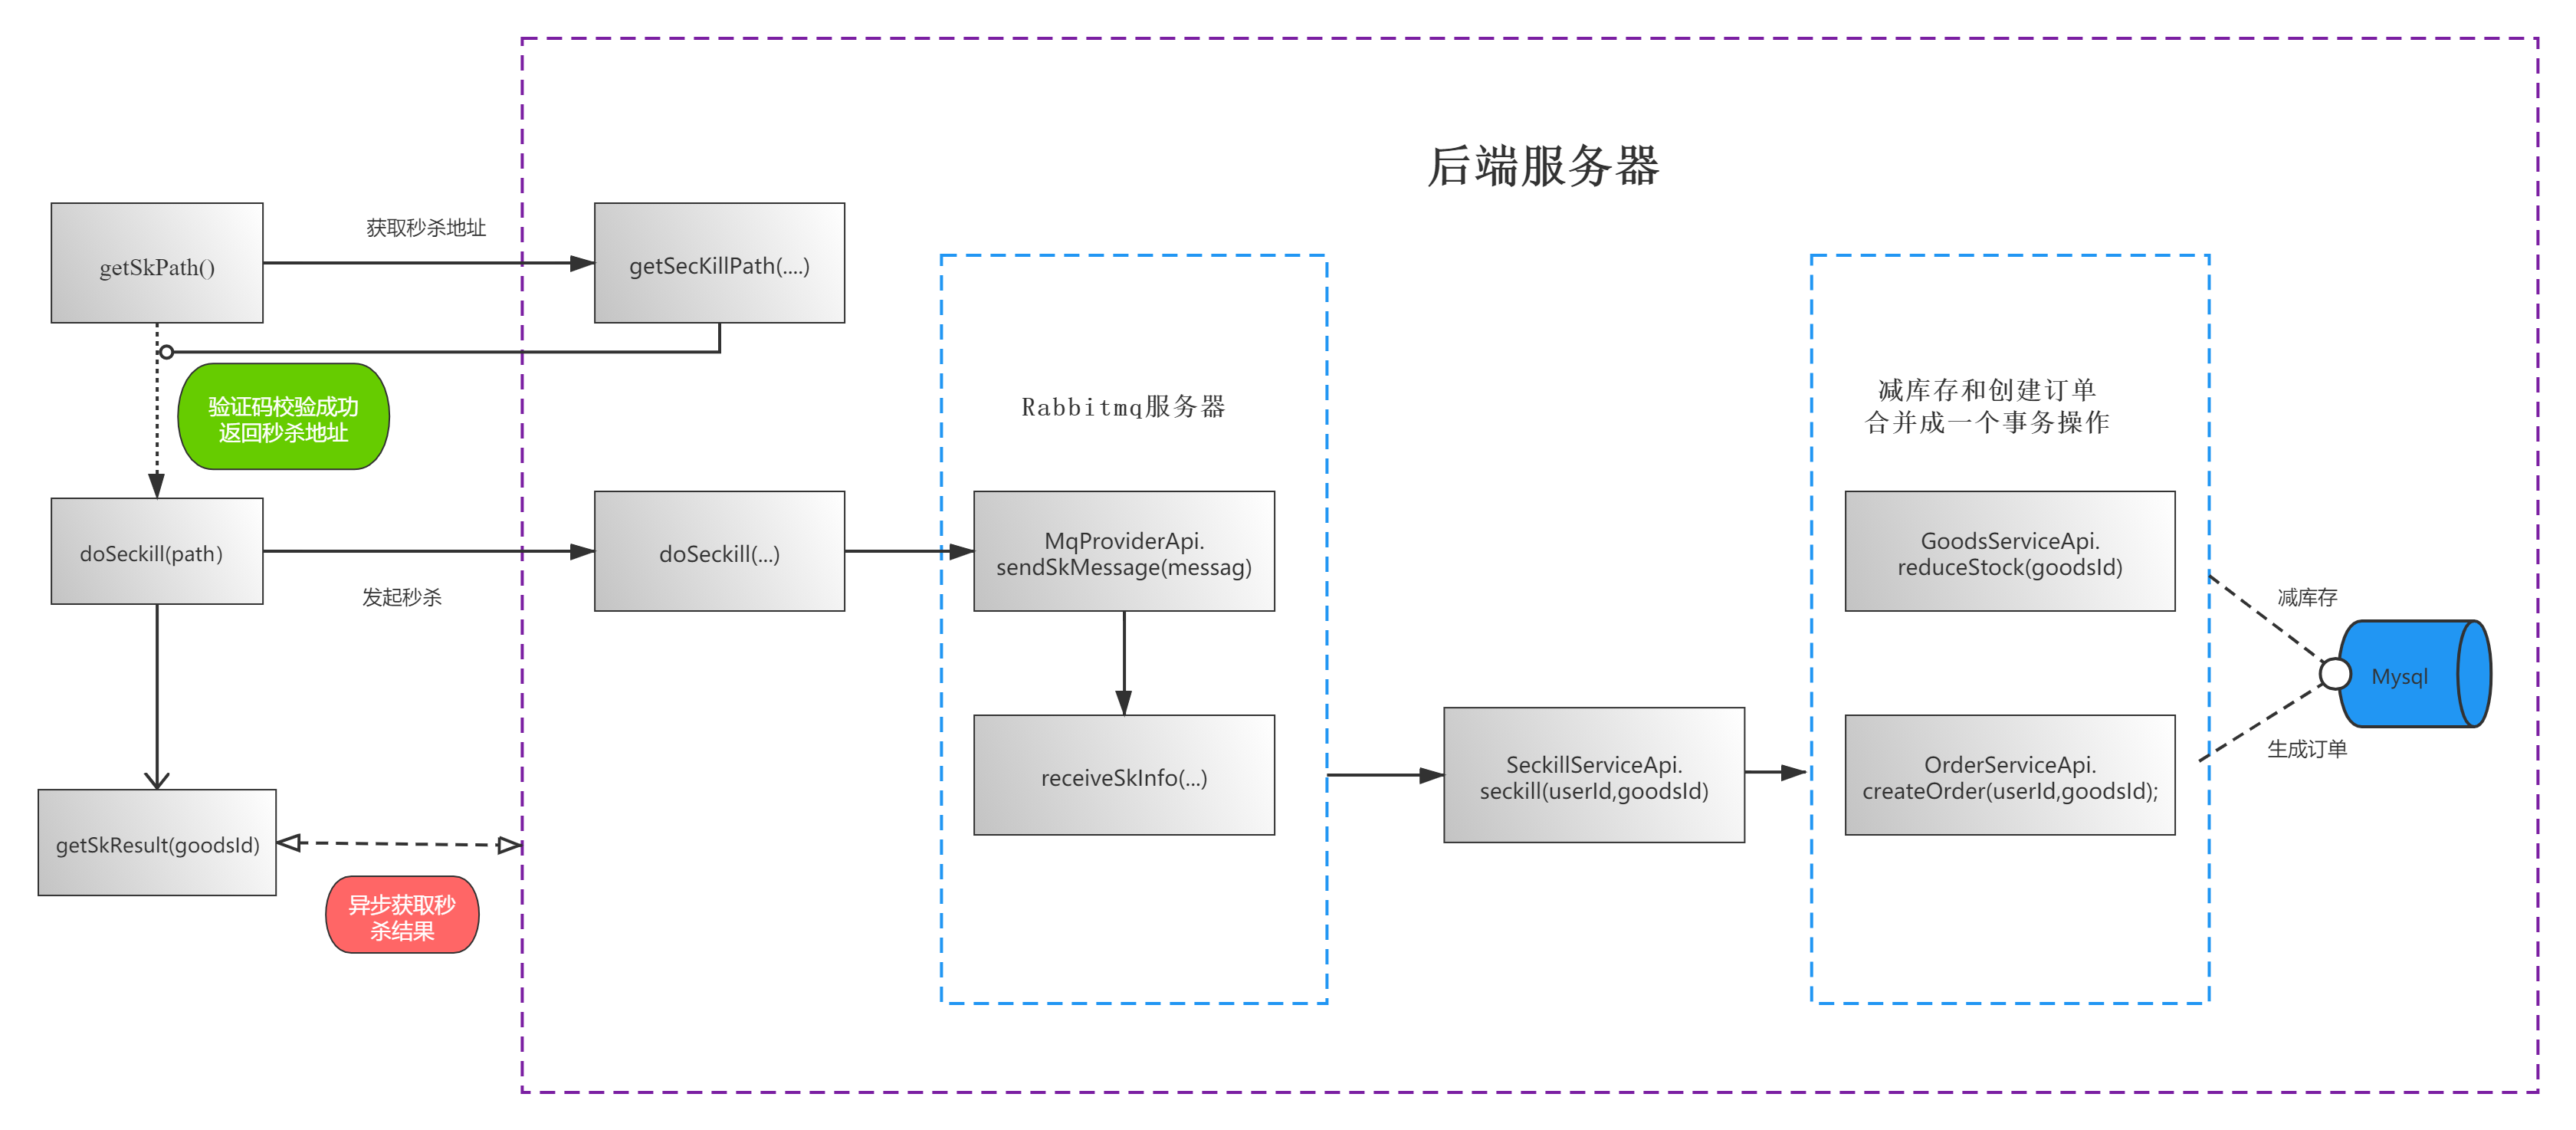 后端服务器
getSkPath()
获取秒杀地址
getSecKillPath(....)
验证码校验成功
返回秒杀地址
Rabbitmq服务器
减库存和创建订单
合并成一个事务操作
doSeckill(path)
发起秒杀
doSeckill(...)
MqProviderApi.
sendSkMessage(messag)
GoodsServiceApi.
reduceStock(goodsId)
减库存
Mysql
生成订单
receiveSkInfo(...)
SeckillServiceApi.
seckill(userId,goodsId)
OrderServiceApi.
createOrder(userId,goodsId);
getSkResult(goodsId)
异步获取秒
杀结果